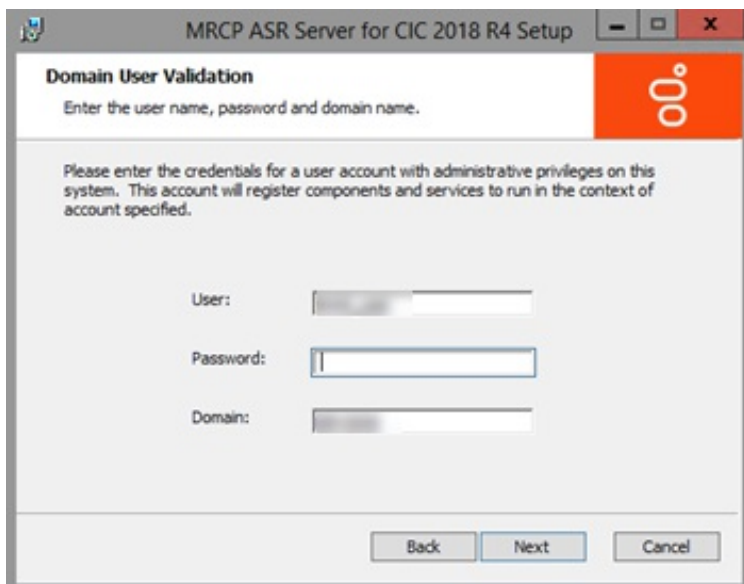 MRCP ASR Server for CIC 2018 R4 Setup
Domain User Validation
Enter the user name, password and domain name.
Please enter the credentials for a user account with administrative privileges on this
system. This account will register components and services to run in the context of
account specified.
User:
Password:
Domain:
Back Next Cancel